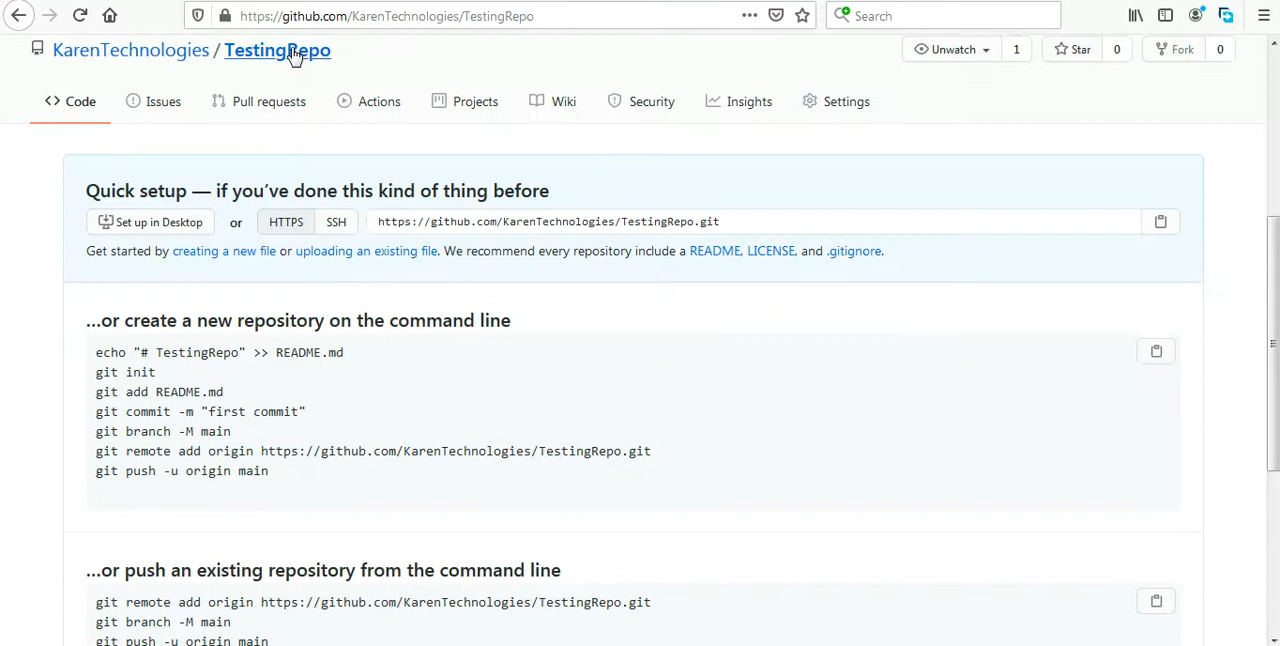 https://github.com/KarenTechnologies/TestingRepo
Search
KarenTechnologies / TestingRepo
Unwatch 1 Star 0 Fork 0
Code Issues Pull requests Actions Projects Wiki Security Insights Settings
Quick setup — if you've done this kind of thing before
Set up in Desktop or HTTPS SSH https://github.com/KarenTechnologies/TestingRepo.git
Get started by creating a new file or uploading an existing file. We recommend every repository include a README, LICENSE, and .gitignore.
...or create a new repository on the command line
echo "# TestingRepo" >> README.md
git init
git add README.md
git commit -m "first commit"
git branch -M main
git remote add origin https://github.com/KarenTechnologies/TestingRepo.git
git push -u origin main
...or push an existing repository from the command line
git remote add origin https://github.com/KarenTechnologies/TestingRepo.git
git branch -M main
git push -u origin main